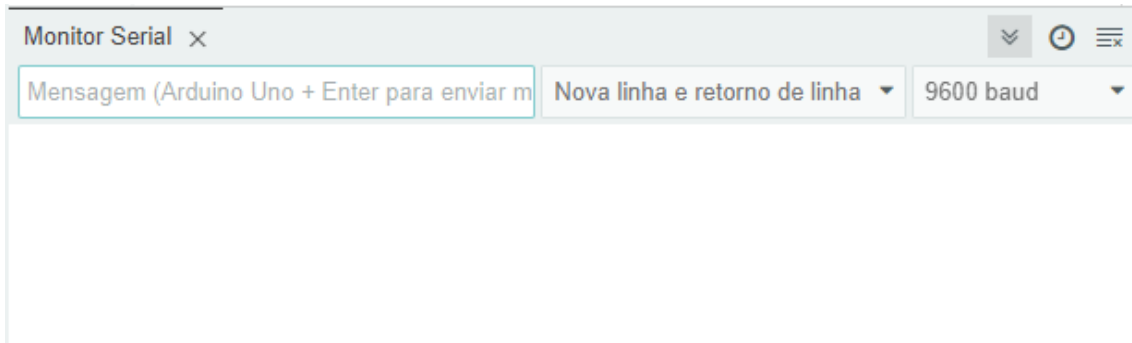 Monitor Serial
Mensagem (Arduino Uno + Enter para enviar m
Nova linha e retorno de linha
9600 baud